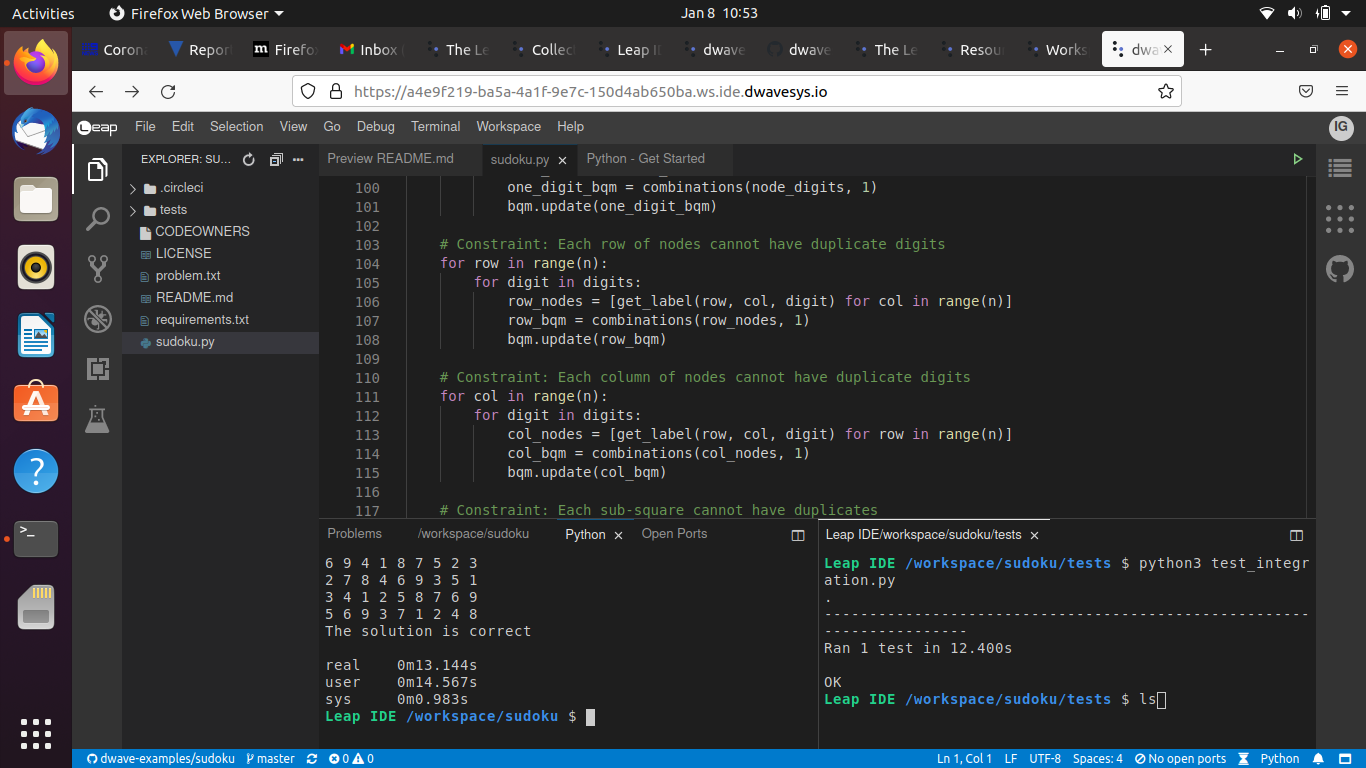 Activities Firefox Web Browser Jan 8 10:53
Corona Report Firefox Inbox ( The Le Collect Leap ID dwave dwave The Le Resour Works dwa
https://a4e9f219-ba5a-4a1f-9e7c-150d4ab650ba.ws.ide.dwavesys.io
Leap File Edit Selection View Go Debug Terminal Workspace Help IG
EXPLORER: SU...
.circleci
tests
CODEOWNERS
LICENSE
problem.txt
README.md
requirements.txt
sudoku.py
Preview README.md sudoku.py Python - Get Started
100 one_digit_bqm = combinations(node_digits, 1)
101 bqm.update(one_digit_bqm)
102
103 # Constraint: Each row of nodes cannot have duplicate digits
104 for row in range(n):
105 for digit in digits:
106 row_nodes = [get_label(row, col, digit) for col in range(n)]
107 row_bqm = combinations(row_nodes, 1)
108 bqm.update(row_bqm)
109
110 # Constraint: Each column of nodes cannot have duplicate digits
111 for col in range(n):
112 for digit in digits:
113 col_nodes = [get_label(row, col, digit) for row in range(n)]
114 col_bqm = combinations(col_nodes, 1)
115 bqm.update(col_bqm)
116
117 # Constraint: Each sub-square cannot have duplicates
Problems /workspace/sudoku Python Open Ports
6 9 4 1 8 7 5 2 3
2 7 8 4 6 9 3 5 1
3 4 1 2 5 8 7 6 9
5 6 9 3 7 1 2 4 8
The solution is correct
real 0m13.144s
user 0m14.567s
sys 0m0.983s
Leap IDE /workspace/sudoku $
Leap IDE/workspace/sudoku/tests
Leap IDE /workspace/sudoku/tests $ python3 test_integr
ation.py
.
----------------------------------------------------------
-----------------
Ran 1 test in 12.400s
OK
Leap IDE /workspace/sudoku/tests $ ls
dwave-examples/sudoku master 0 0 Ln 1, Col 1 LF UTF-8 Spaces: 4 No open ports Python